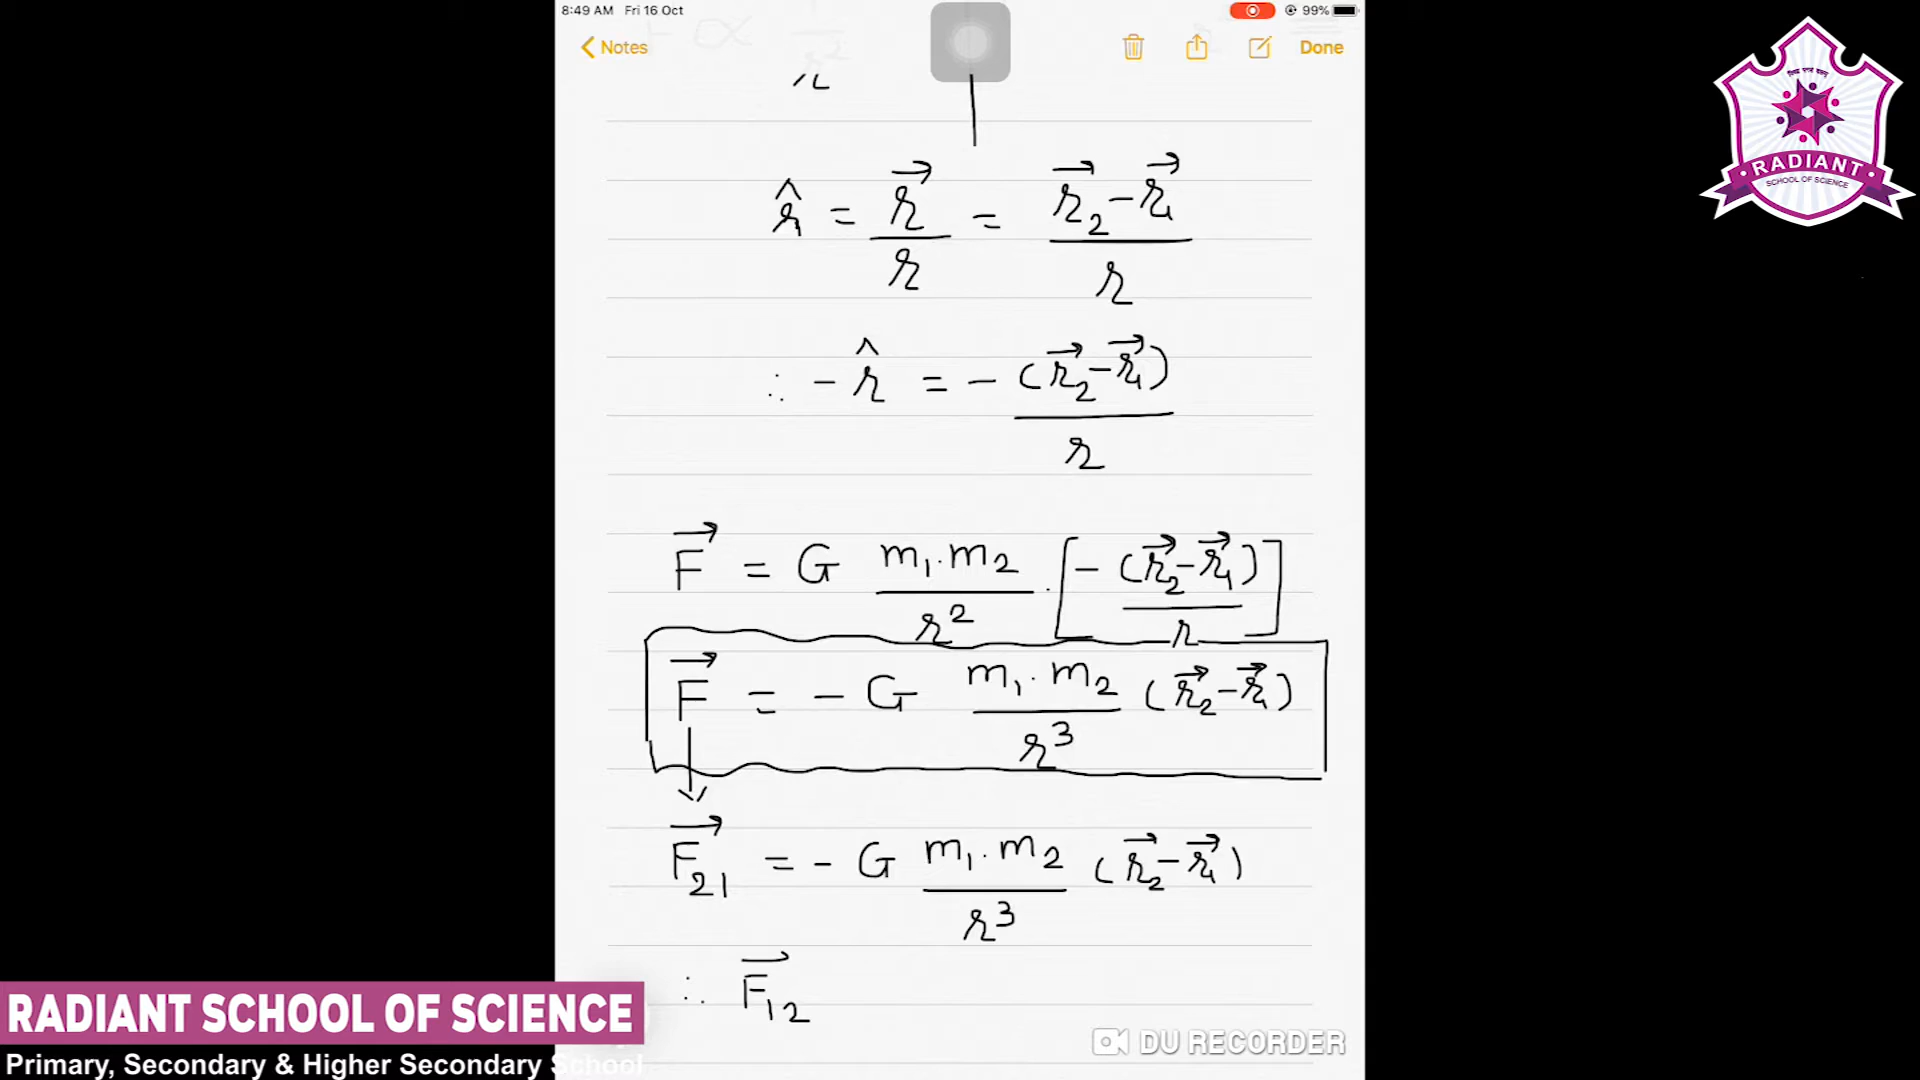 8:49 AM Fri 16 Oct
99%
Notes
Done
r̂ = r⃗/r = (r⃗₂ - r⃗₁)/r
∴ - r̂ = - (r⃗₂ - r⃗₁)/r
F⃗ = G m₁·m₂/r² · [- (r⃗₂ - r⃗₁)/r]
F⃗ = - G m₁·m₂/r³ (r⃗₂ - r⃗₁)
F⃗₂₁ = - G m₁·m₂/r³ (r⃗₂ - r⃗₁)
∴ F⃗₁₂
RADIANT
SCHOOL OF SCIENCE
RADIANT SCHOOL OF SCIENCE
Primary, Secondary & Higher Secondary School
DU RECORDER